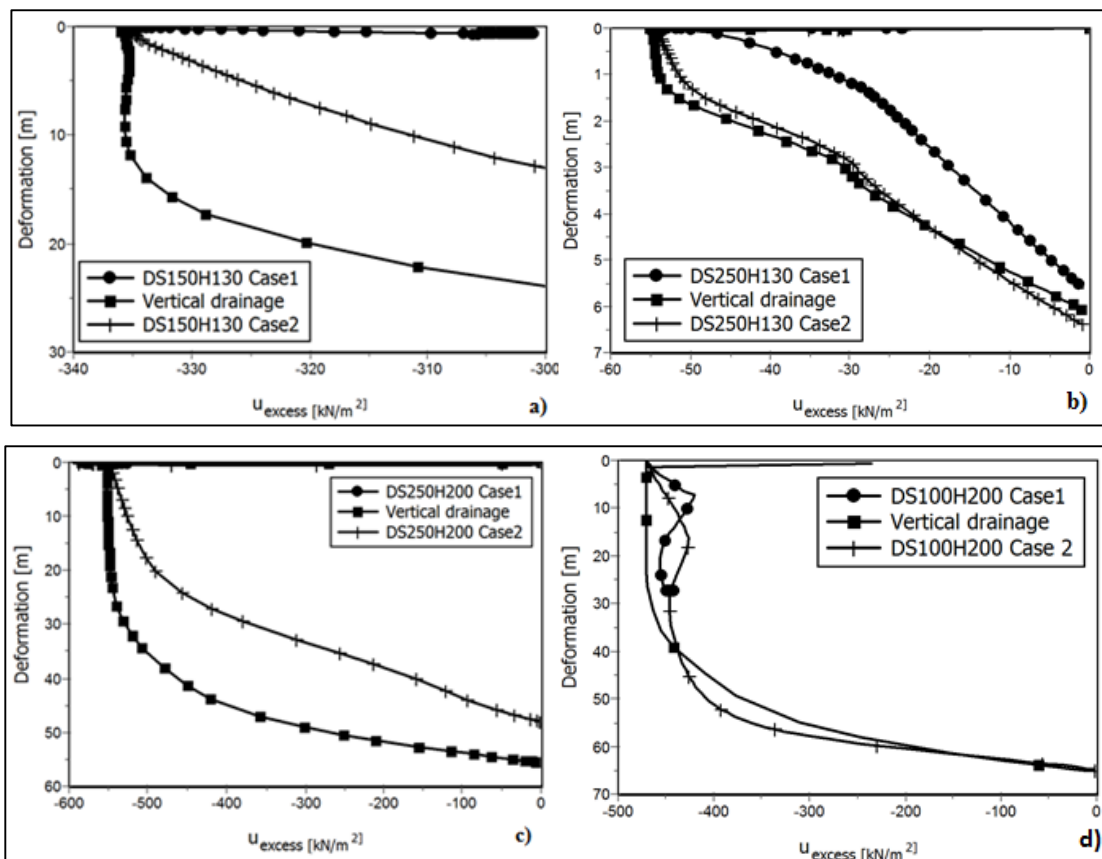 0
10
20
30
Deformation [m]
DS150H130 Case1
Vertical drainage
DS150H130 Case2
-340
-330
-320
-310
-300
u excess [kN/m²]
a)
0
1
2
3
4
5
6
7
Deformation [m]
DS250H130 Case1
Vertical drainage
DS250H130 Case2
-60
-50
-40
-30
-20
-10
0
u excess [kN/m²]
b)
0
10
20
30
40
50
60
Deformation [m]
DS250H200 Case1
Vertical drainage
DS250H200 Case2
-600
-500
-400
-300
-200
-100
0
u excess [kN/m²]
c)
0
10
20
30
40
50
60
70
Deformation [m]
DS100H200 Case1
Vertical drainage
DS100H200 Case 2
-500
-400
-300
-200
-100
0
u excess [kN/m²]
d)